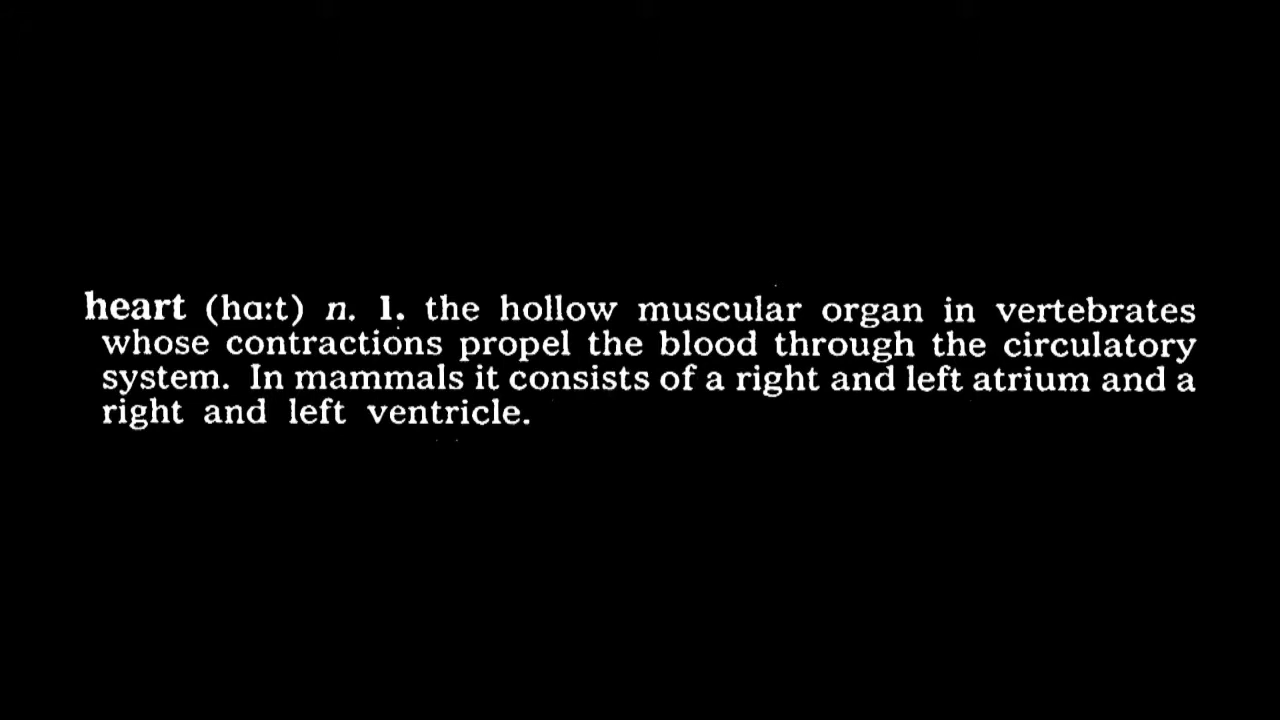 heart (hɑːt) n. 1. the hollow muscular organ in vertebrates
whose contractions propel the blood through the circulatory
system. In mammals it consists of a right and left atrium and a
right and left ventricle.